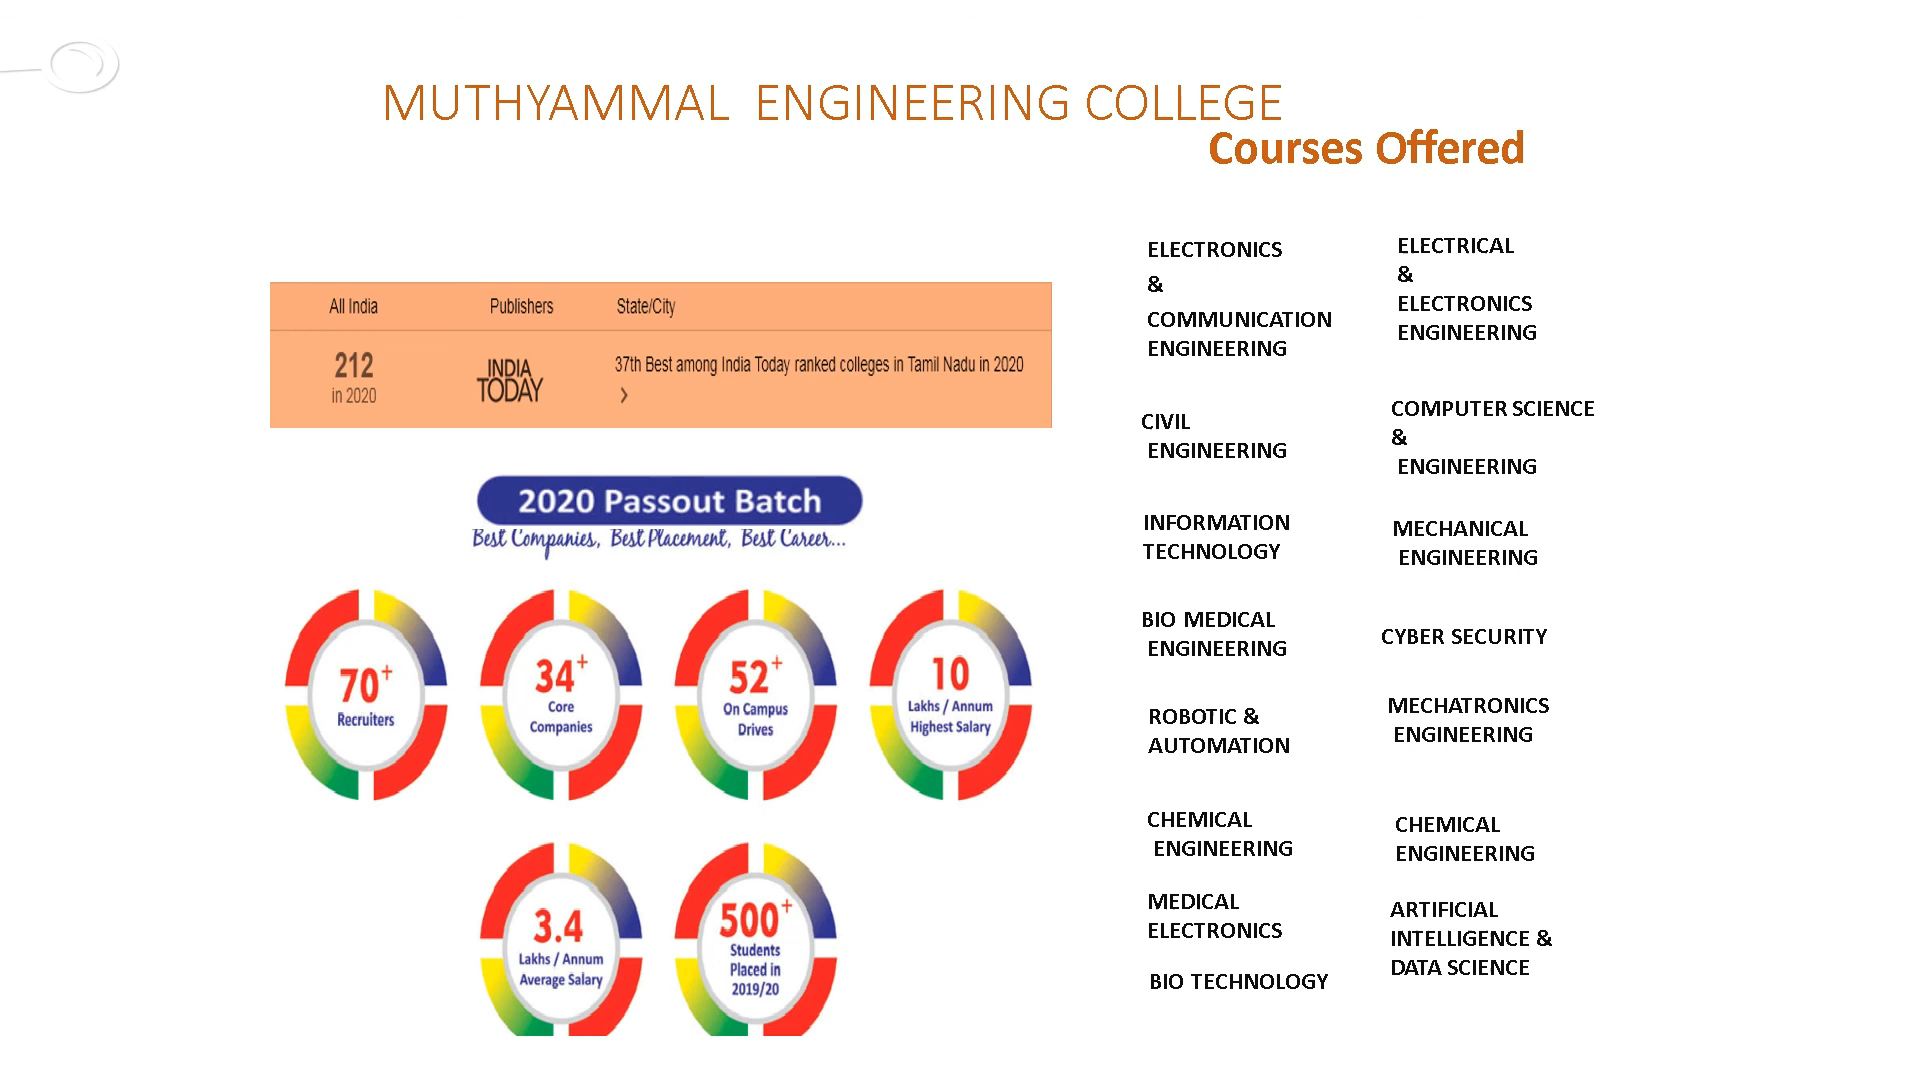 MUTHYAMMAL ENGINEERING COLLEGE
Courses Offered
All India Publishers State/City
212
in 2020
INDIA
TODAY
37th Best among India Today ranked colleges in Tamil Nadu in 2020
2020 Passout Batch
Best Companies, Best Placement, Best Career...
70+
Recruiters
34+
Core
Companies
52+
On Campus
Drives
10
Lakhs / Annum
Highest Salary
3.4
Lakhs / Annum
Average Salary
500+
Students
Placed in
2019/20
ELECTRONICS
&
COMMUNICATION
ENGINEERING
CIVIL
ENGINEERING
INFORMATION
TECHNOLOGY
BIO MEDICAL
ENGINEERING
ROBOTIC &
AUTOMATION
CHEMICAL
ENGINEERING
MEDICAL
ELECTRONICS
BIO TECHNOLOGY
ELECTRICAL
&
ELECTRONICS
ENGINEERING
COMPUTER SCIENCE
&
ENGINEERING
MECHANICAL
ENGINEERING
CYBER SECURITY
MECHATRONICS
ENGINEERING
CHEMICAL
ENGINEERING
ARTIFICIAL
INTELLIGENCE &
DATA SCIENCE